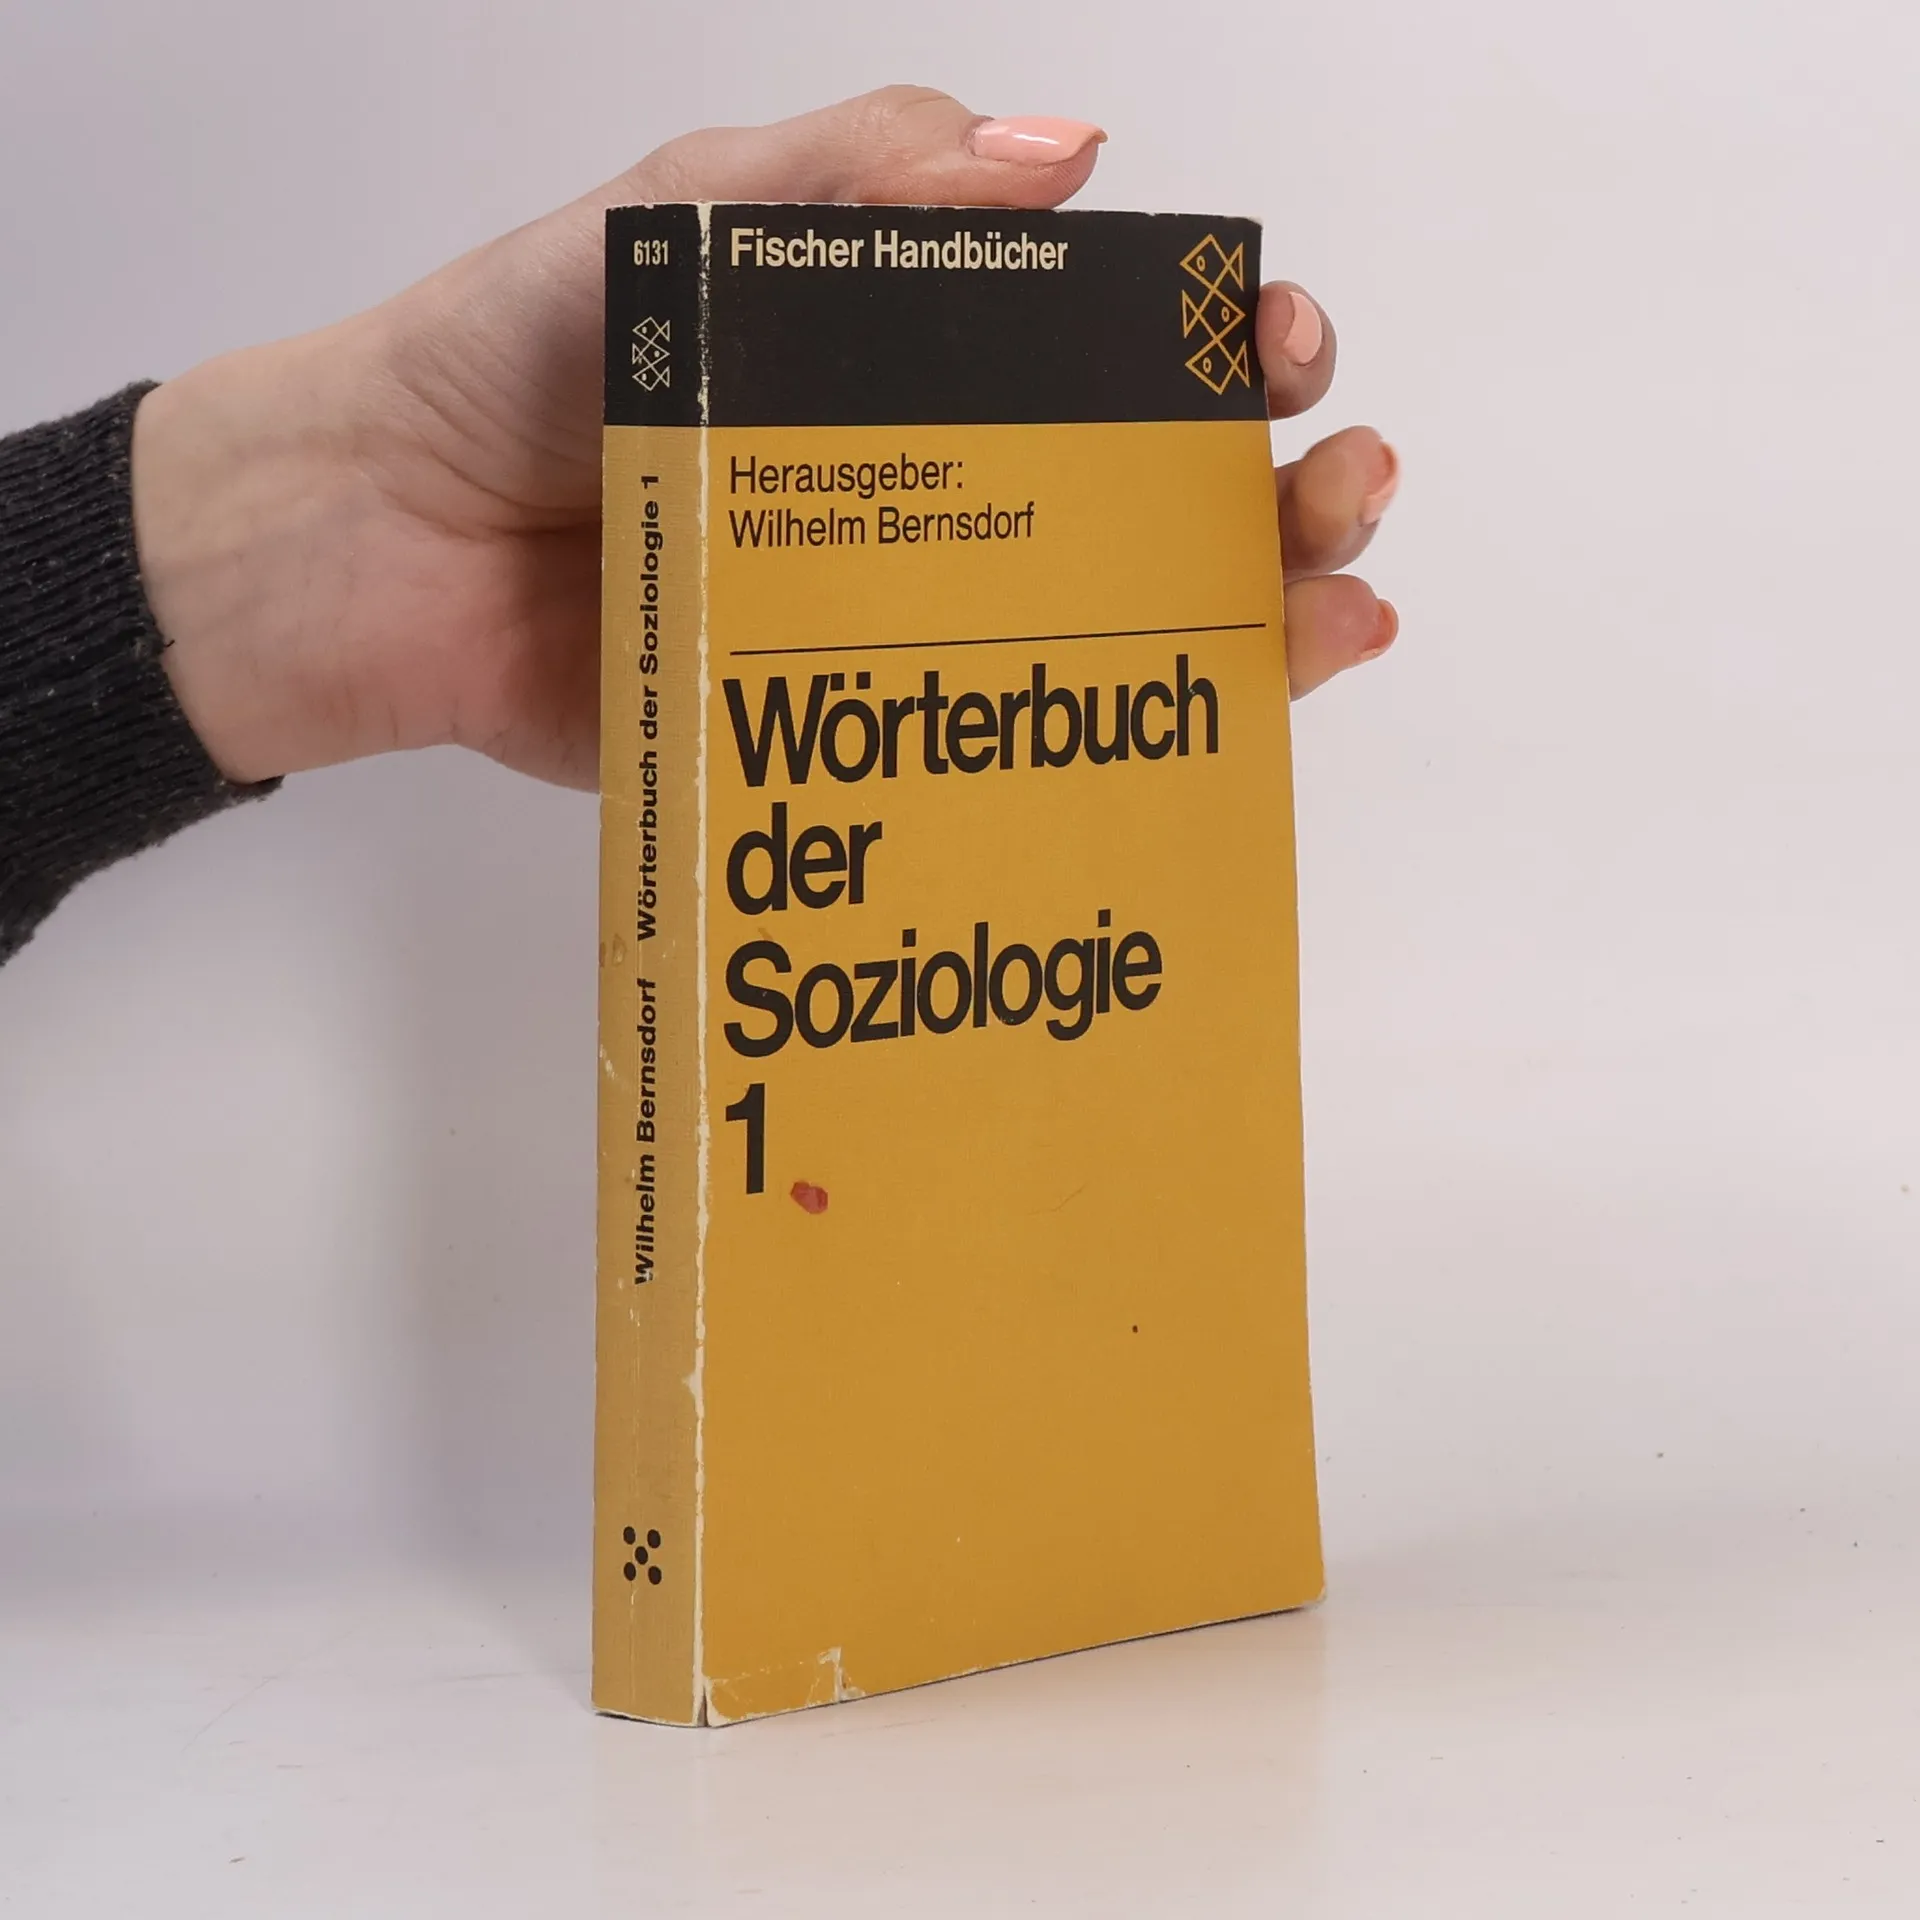 6131
Wilhelm Bernsdorf Wörterbuch der Soziologie 1
Fischer Handbücher
Herausgeber:
Wilhelm Bernsdorf
Wörterbuch
der
Soziologie
1